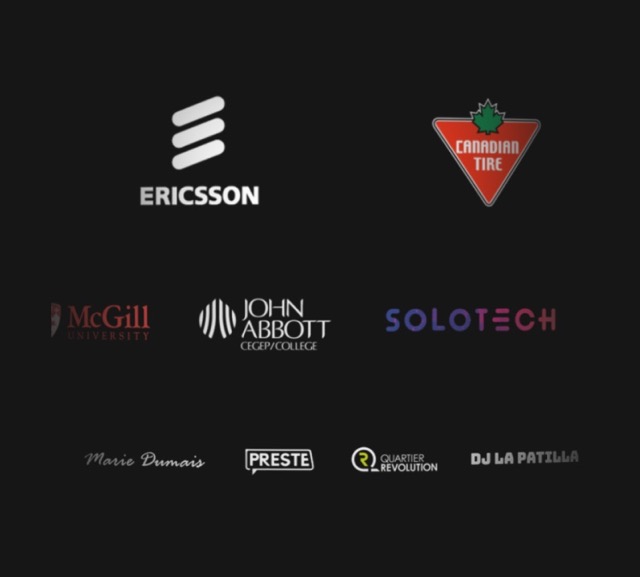 ERICSSON
CANADIAN
TIRE
McGill
UNIVERSITY
JOHN
ABBOTT
CEGEP/COLLEGE
SOLOTECH
Marie Dumais
PRESTE
QUARTIER
REVOLUTION
DJ LA PATILLA